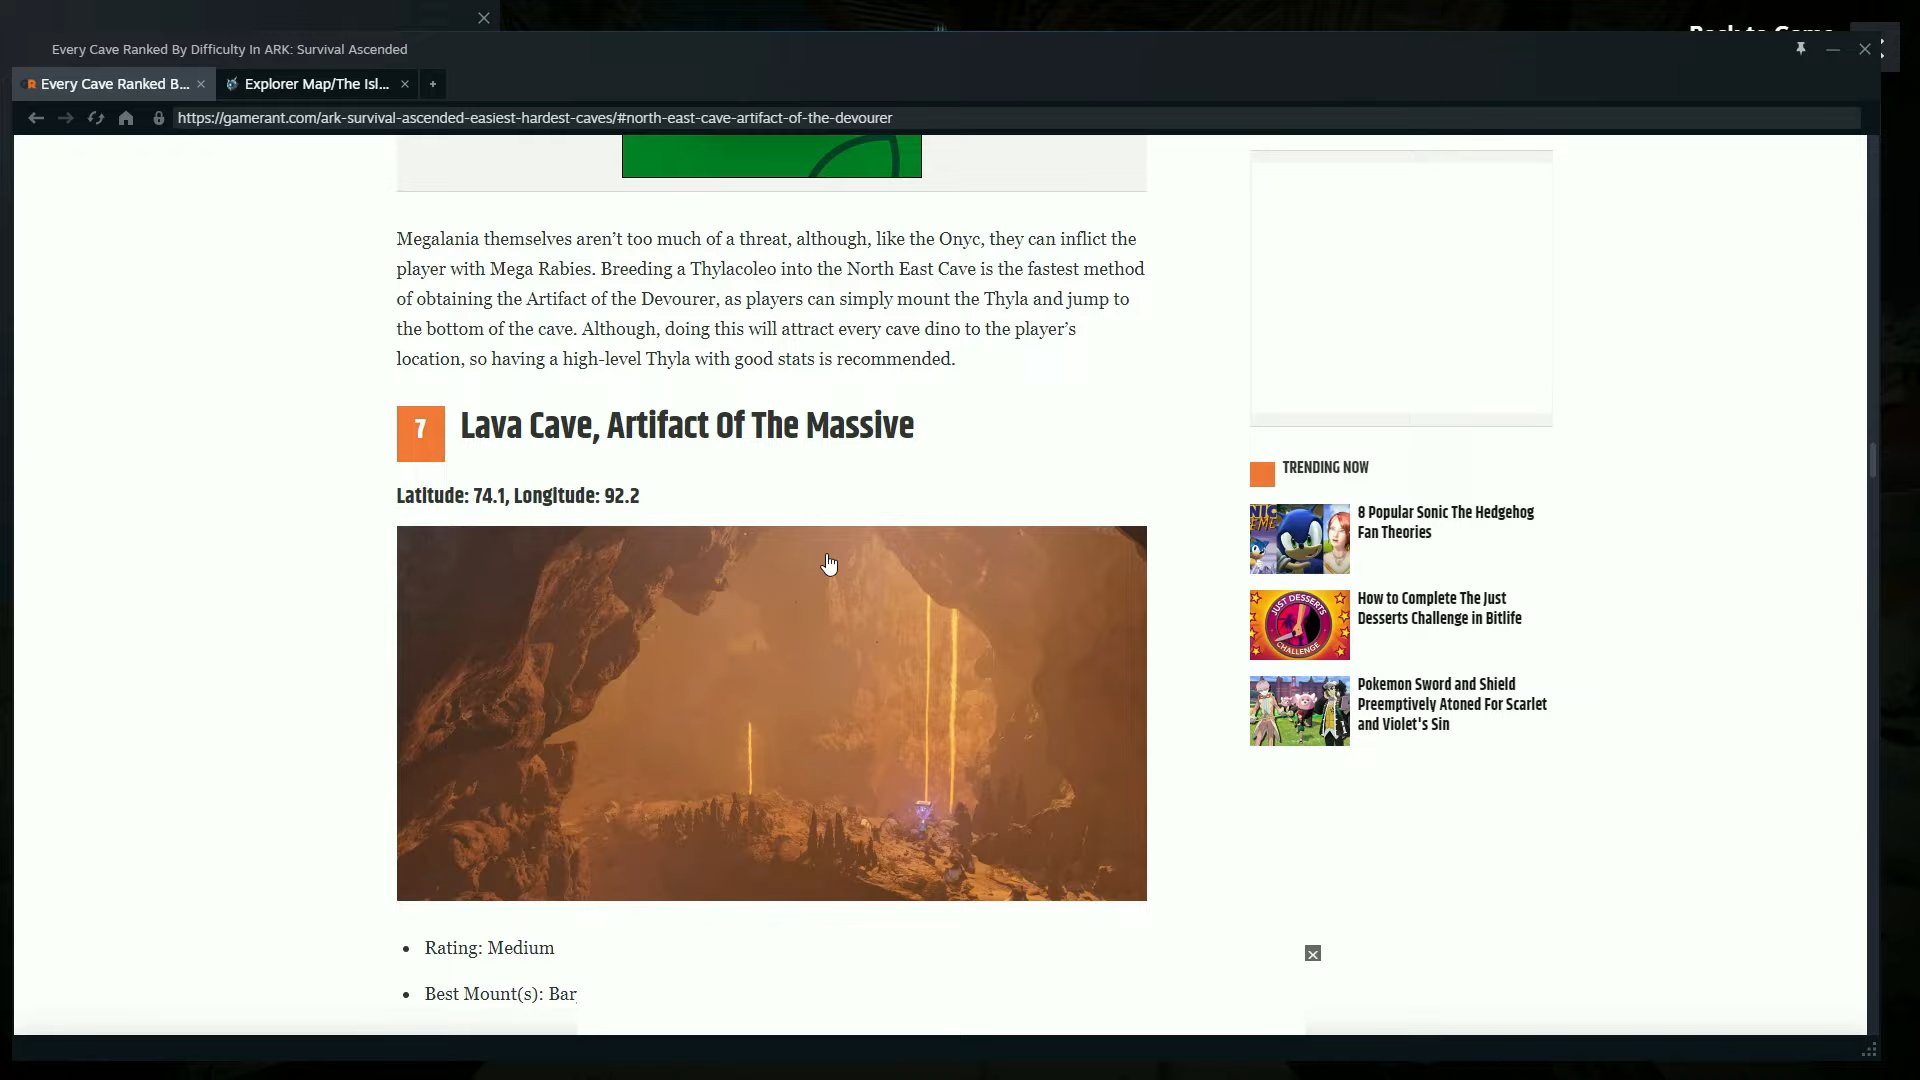 Back to Game
Every Cave Ranked By Difficulty In ARK: Survival Ascended
Every Cave Ranked B...
Explorer Map/The Isl...
https://gamerant.com/ark-survival-ascended-easiest-hardest-caves/#north-east-cave-artifact-of-the-devourer
Megalania themselves aren’t too much of a threat, although, like the Onyc, they can inflict the
player with Mega Rabies. Breeding a Thylacoleo into the North East Cave is the fastest method
of obtaining the Artifact of the Devourer, as players can simply mount the Thyla and jump to
the bottom of the cave. Although, doing this will attract every cave dino to the player’s
location, so having a high-level Thyla with good stats is recommended.
7 Lava Cave, Artifact Of The Massive
Latitude: 74.1, Longitude: 92.2
Rating: Medium
Best Mount(s): Bar
TRENDING NOW
8 Popular Sonic The Hedgehog
Fan Theories
JUST DESSERTS
CHALLENGE
How to Complete The Just
Desserts Challenge in Bitlife
Pokemon Sword and Shield
Preemptively Atoned For Scarlet
and Violet's Sin